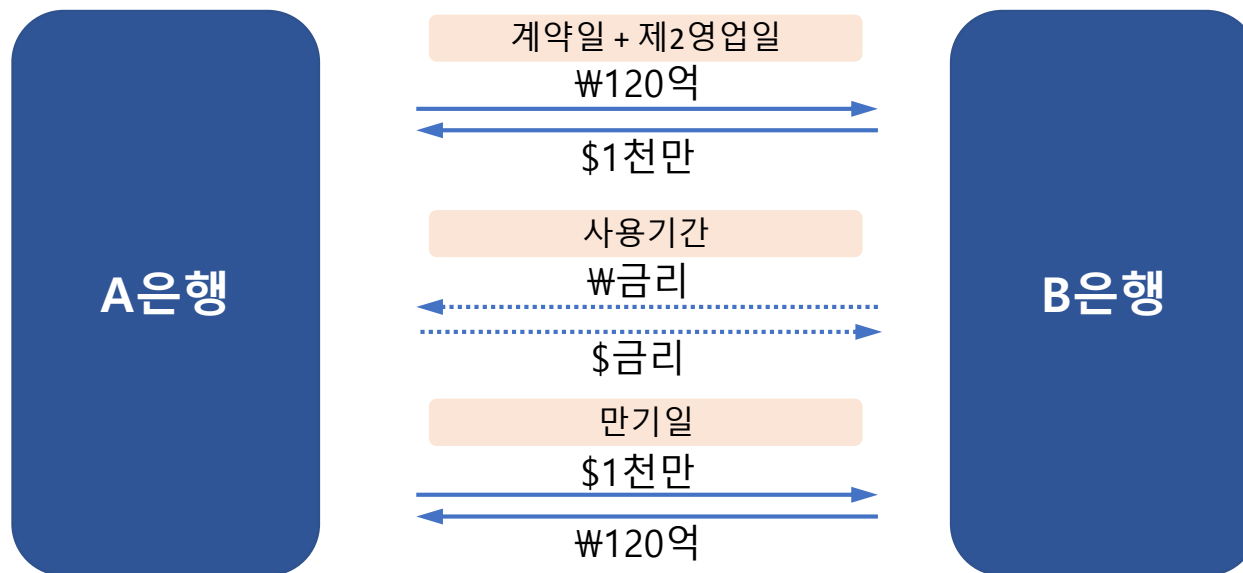 계약일 + 제2영업일
₩120억
$1천만
사용기간
₩금리
A은행
B은행
$금리
만기일
$1천만
₩120억